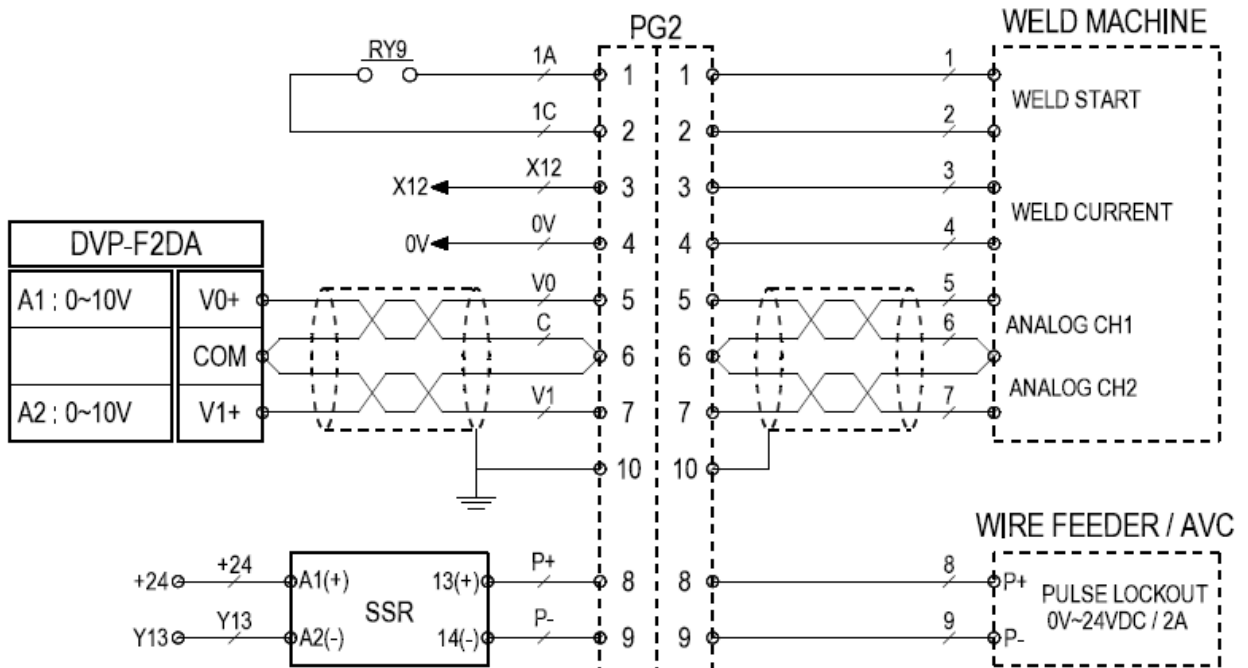 PG2
WELD MACHINE
RY9
1A
1
1
1
WELD START
1C
2
2
2
X12
X12
3
3
3
WELD CURRENT
0V
0V
4
4
4
DVP-F2DA
A1 : 0~10V
V0+
V0
5
5
5
ANALOG CH1
COM
C
6
6
6
ANALOG CH2
A2 : 0~10V
V1+
V1
7
7
7
10
10
WIRE FEEDER / AVC
+24
+24
A1(+)
13(+)
P+
8
8
8
P+
PULSE LOCKOUT
SSR
0V~24VDC / 2A
Y13
Y13
A2(-)
14(-)
P-
9
9
9
P-